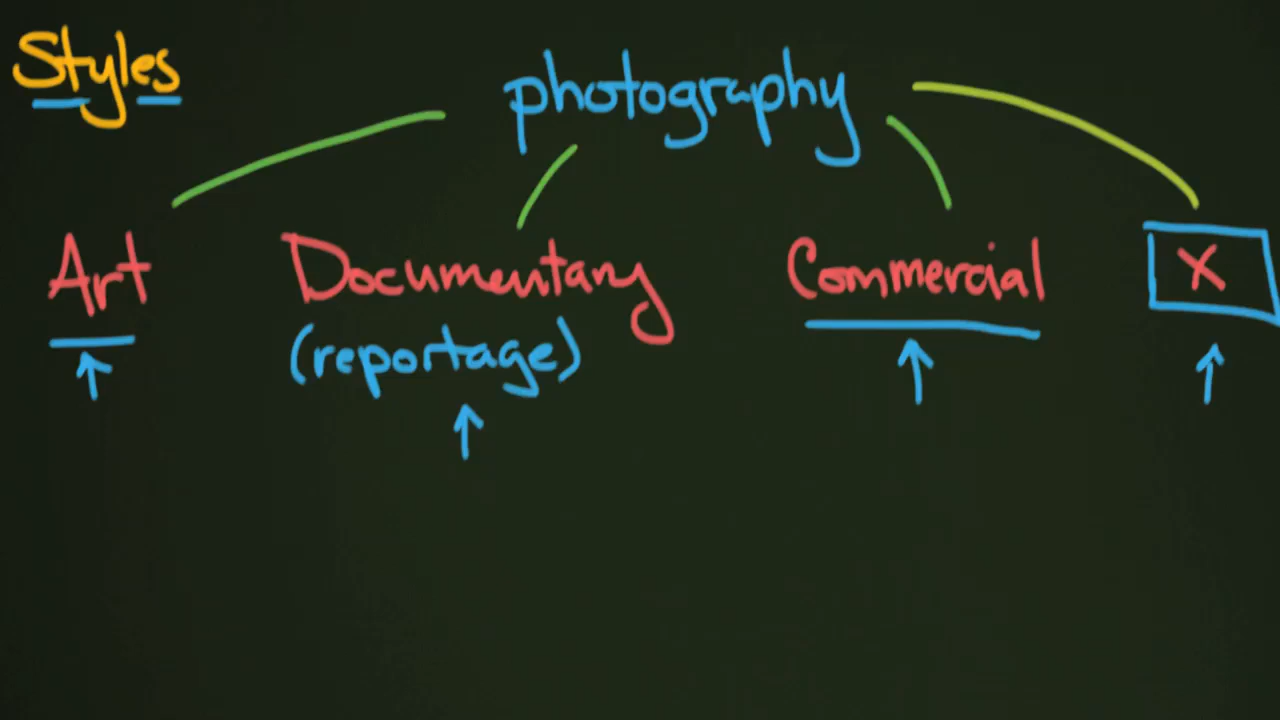 Styles
photography
Art
Documentary
(reportage)
Commercial
X